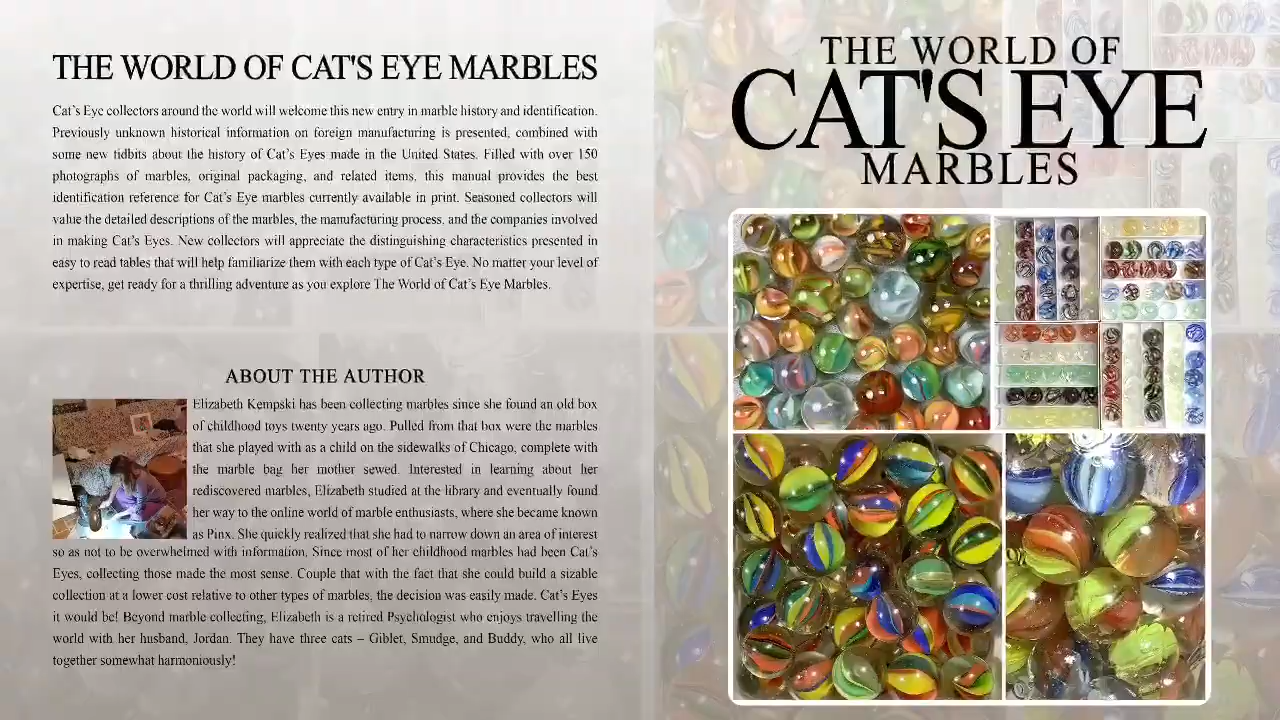 THE WORLD OF CAT'S EYE MARBLES
Cat's Eye collectors around the world will welcome this new entry in marble history and identification.
Previously unknown historical information on foreign manufacturing is presented, combined with
some new tidbits about the history of Cat's Eyes made in the United States. Filled with over 150
photographs of marbles, original packaging, and related items, this manual provides the best
identification reference for Cat's Eye marbles currently available in print. Seasoned collectors will
value the detailed descriptions of the marbles, the manufacturing process, and the companies involved
in making Cat's Eyes. New collectors will appreciate the distinguishing characteristics presented in
easy to read tables that will help familiarize them with each type of Cat's Eye. No matter your level of
expertise, get ready for a thrilling adventure as you explore The World of Cat's Eye Marbles.
ABOUT THE AUTHOR
Elizabeth Kempski has been collecting marbles since she found an old box
of childhood toys twenty years ago. Pulled from that box were the marbles
that she played with as a child on the sidewalks of Chicago, complete with
the marble bag her mother sewed! Interested in learning about her
rediscovered marbles, Elizabeth studied at the library and eventually found
her way to the online world of marble enthusiasts, where she became known
as Pinx. She quickly realized that she had to narrow down an area of interest
so as not to be overwhelmed with information. Since most of her childhood marbles had been Cat's
Eyes, collecting those made the most sense. Couple that with the fact that she could build a sizable
collection at a lower cost relative to other types of marbles, the decision was easily made. Cat's Eyes
it would be! Beyond marble collecting, Elizabeth is a retired Psychologist who enjoys travelling the
world with her husband, Jordan. They have three cats – Giblet, Smudge, and Buddy, who all live
together somewhat harmoniously!
THE WORLD OF
CAT'S EYE
MARBLES